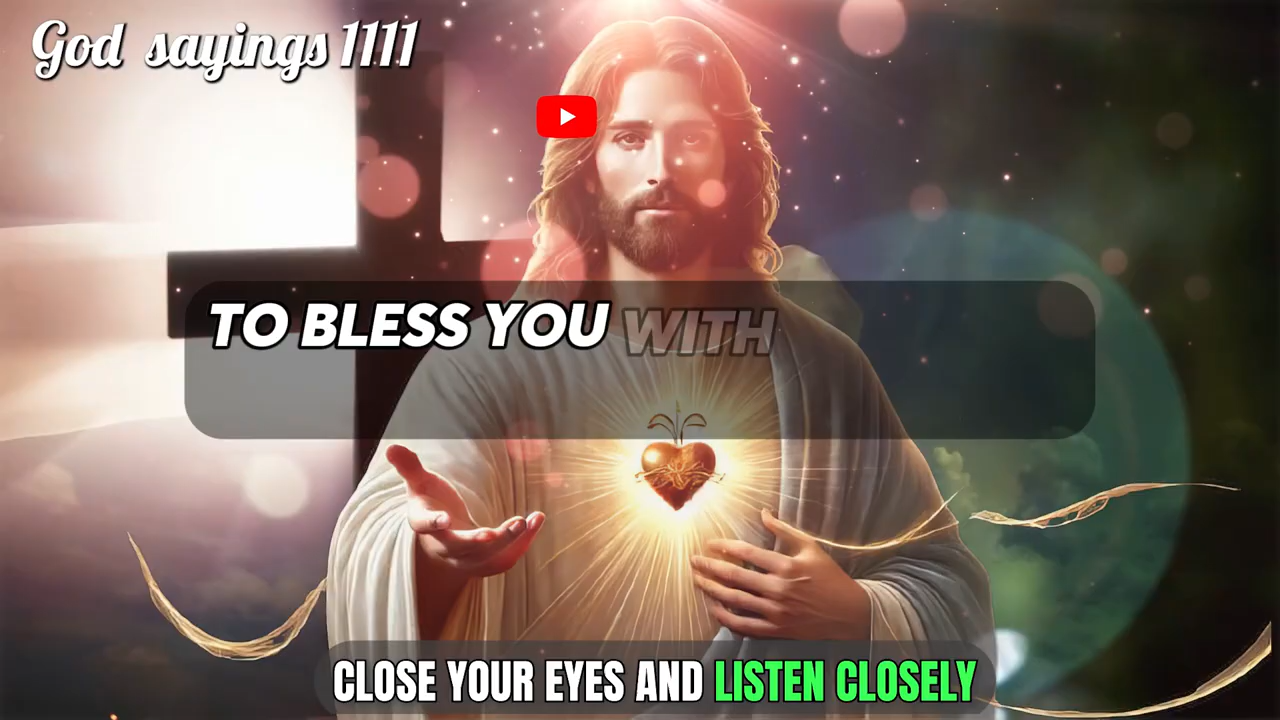 God sayings 1111
TO BLESS YOU WITH
CLOSE YOUR EYES AND LISTEN CLOSELY